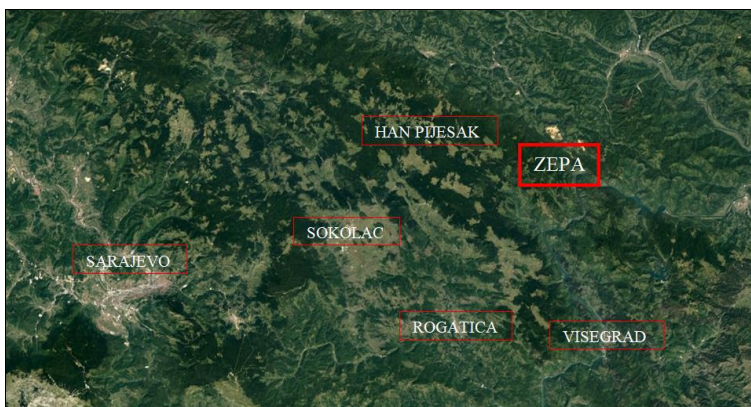 HAN PIJESAK
ZEPA
SOKOLAC
SARAJEVO
ROGATICA
VISEGRAD